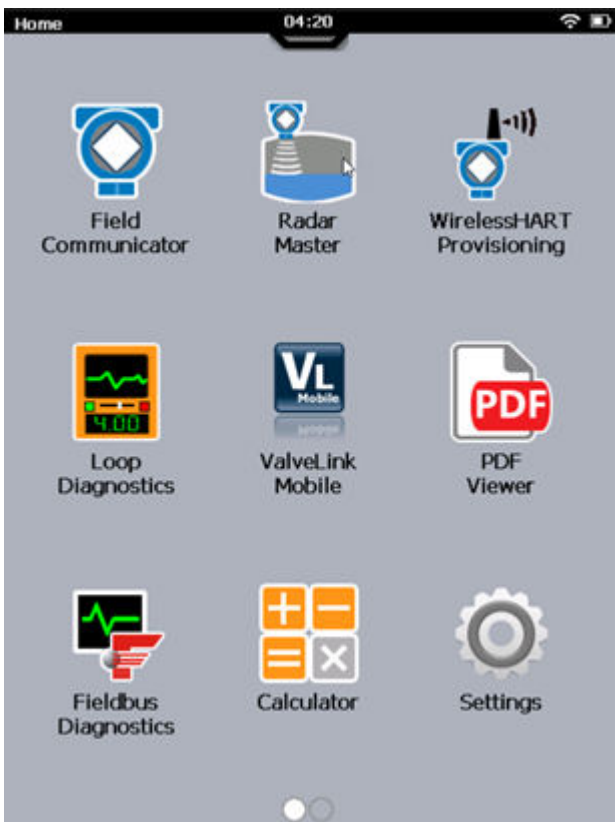 Home 04:20
Field
Communicator
Radar
Master
WirelessHART
Provisioning
4.00
Loop
Diagnostics
VL
Mobile
ValveLink
Mobile
PDF
PDF
Viewer
Fieldbus
Diagnostics
Calculator
Settings